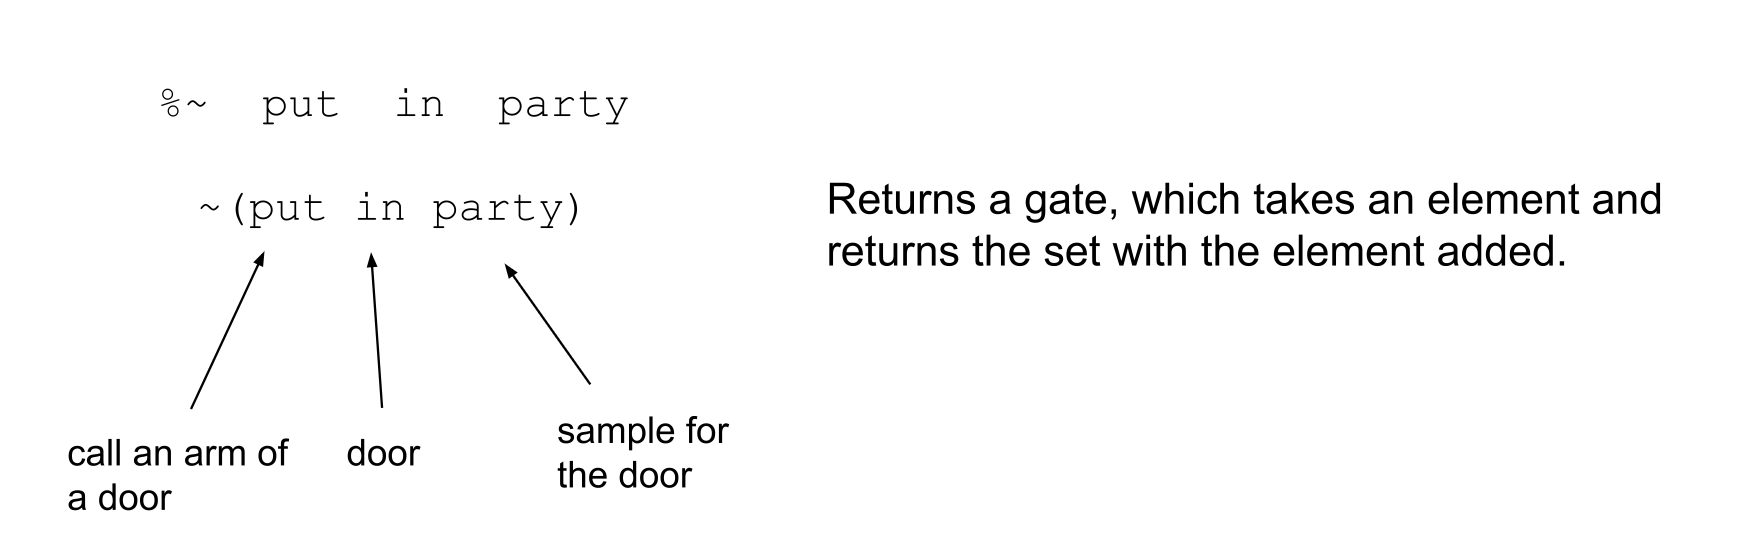 %~  put  in  party
~(put in party)
Returns a gate, which takes an element and
returns the set with the element added.
call an arm of
a door
door
sample for
the door